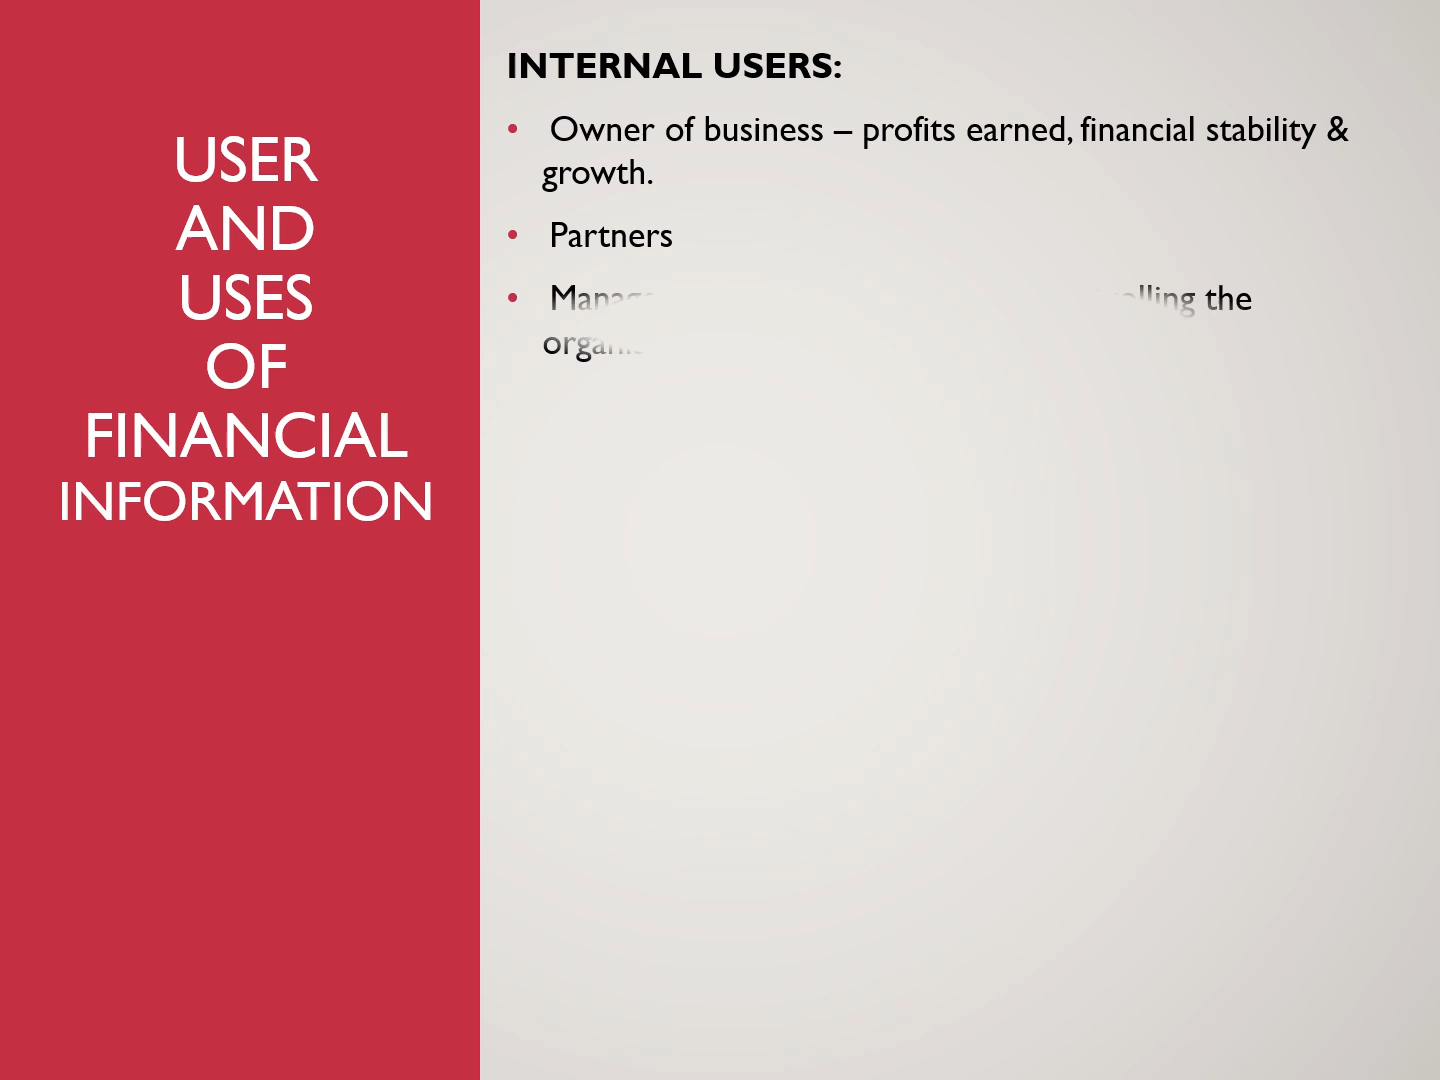 USER
AND
USES
OF
FINANCIAL
INFORMATION
INTERNAL USERS:
• Owner of business – profits earned, financial stability &
growth.
• Partners
• the